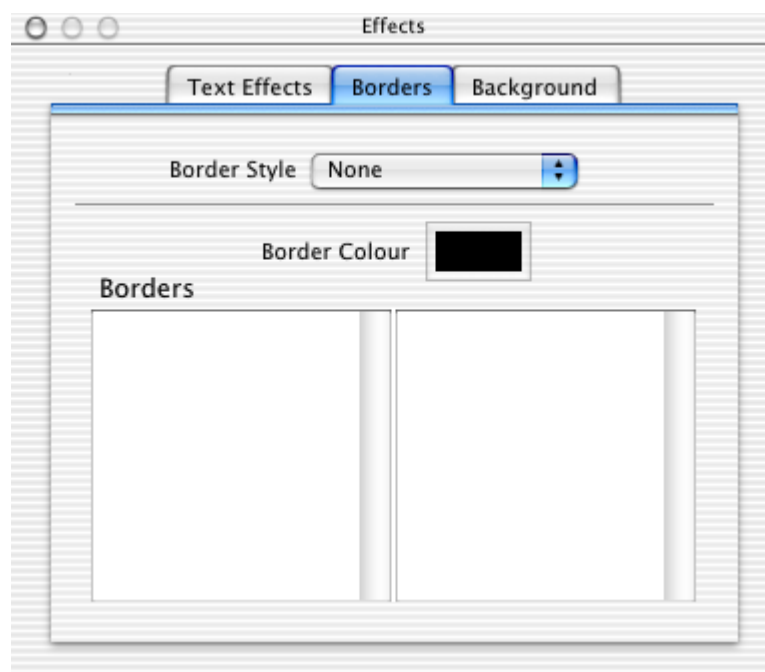 Effects
Text Effects Borders Background
Border Style None
Border Colour
Borders